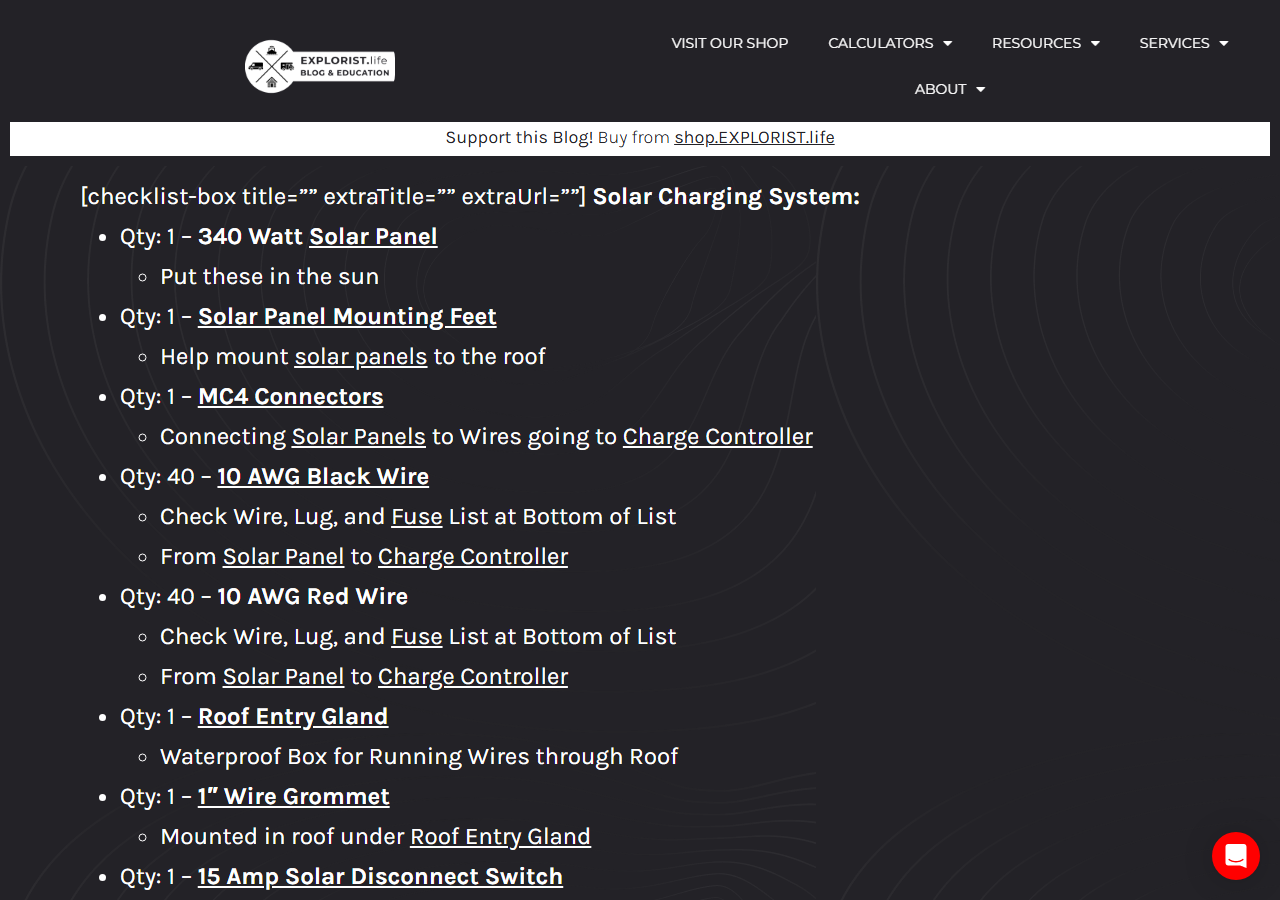 EXPLORIST.life
BLOG & EDUCATION
VISIT OUR SHOP
CALCULATORS
RESOURCES
SERVICES
ABOUT
Support this Blog! Buy from shop.EXPLORIST.life
[checklist-box title=”” extraTitle=”” extraUrl=””] Solar Charging System:
Qty: 1 – 340 Watt Solar Panel
Put these in the sun
Qty: 1 – Solar Panel Mounting Feet
Help mount solar panels to the roof
Qty: 1 – MC4 Connectors
Connecting Solar Panels to Wires going to Charge Controller
Qty: 40 – 10 AWG Black Wire
Check Wire, Lug, and Fuse List at Bottom of List
From Solar Panel to Charge Controller
Qty: 40 – 10 AWG Red Wire
Check Wire, Lug, and Fuse List at Bottom of List
From Solar Panel to Charge Controller
Qty: 1 – Roof Entry Gland
Waterproof Box for Running Wires through Roof
Qty: 1 – 1” Wire Grommet
Mounted in roof under Roof Entry Gland
Qty: 1 – 15 Amp Solar Disconnect Switch